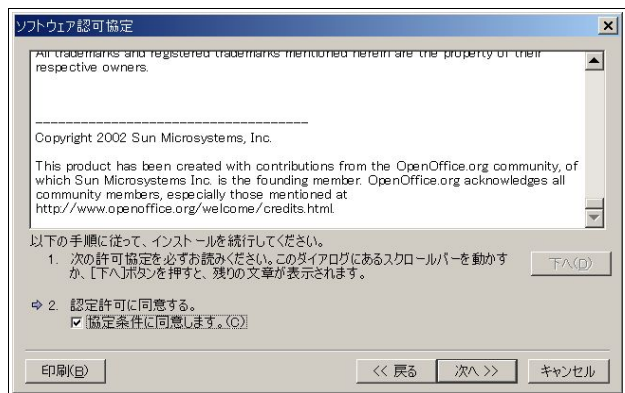 ソフトウェア認可協定
All trademarks and registered trademarks mentioned herein are the property of their
respective owners.
------------------------------------
Copyright 2002 Sun Microsystems, Inc.
This product has been created with contributions from the OpenOffice.org community, of
which Sun Microsystems Inc. is the founding member. OpenOffice.org acknowledges all
community members, especially those mentioned at
http://www.openoffice.org/welcome/credits.html.
以下の手順に従って、インストールを続行してください。
1. 次の許可協定を必ずお読みください。このダイアログにあるスクロールバーを動かす
か、[下へ]ボタンを押すと、残りの文章が表示されます。
下へ(D)
2. 認定許可に同意する。
協定条件に同意します。(C)
印刷(B)
<< 戻る
次へ >>
キャンセル